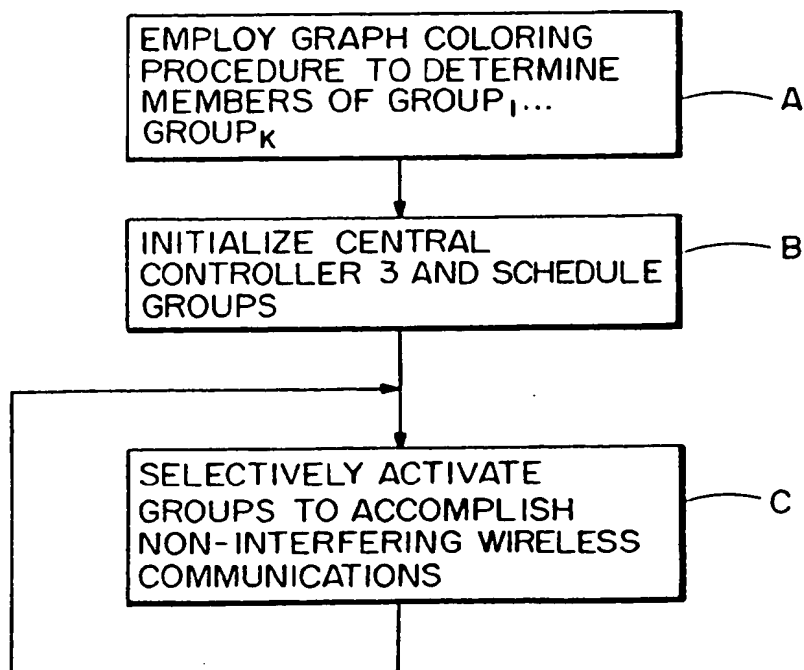 EMPLOY GRAPH COLORING
PROCEDURE TO DETERMINE
MEMBERS OF GROUP₁...
GROUPK
A
INITIALIZE CENTRAL
CONTROLLER 3 AND SCHEDULE
GROUPS
B
SELECTIVELY ACTIVATE
GROUPS TO ACCOMPLISH
NON-INTERFERING WIRELESS
COMMUNICATIONS
C